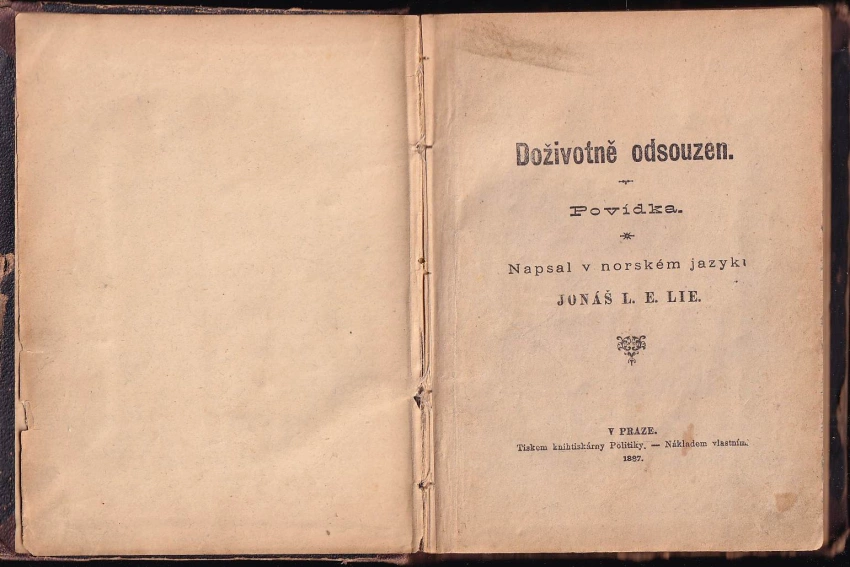 Doživotně odsouzen.
Povídka.
Napsal v norském jazyku
JONÁŠ L. E. LIE.
V PRAZE.
Tiskem knihtiskárny Politiky. — Nákladem vlastním.
1887.